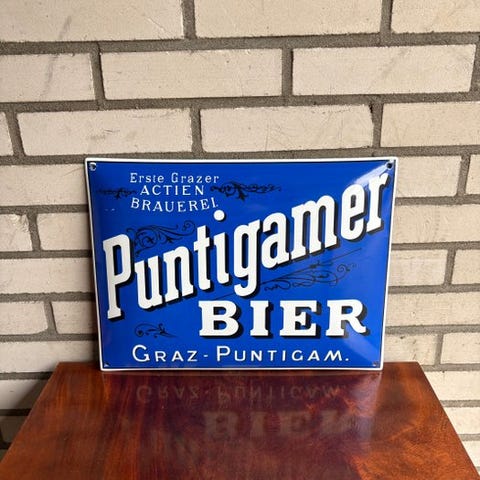 Erste Grazer
ACTIEN
BRAUEREI.
Puntigamer
BIER
GRAZ-PUNTIGAM.